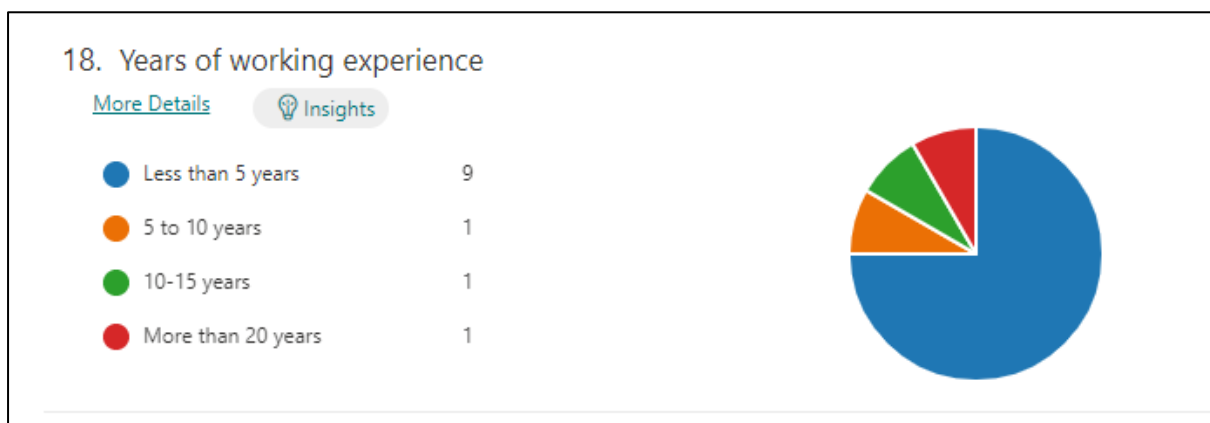 18. Years of working experience
More Details Insights
Less than 5 years 9
5 to 10 years 1
10-15 years 1
More than 20 years 1